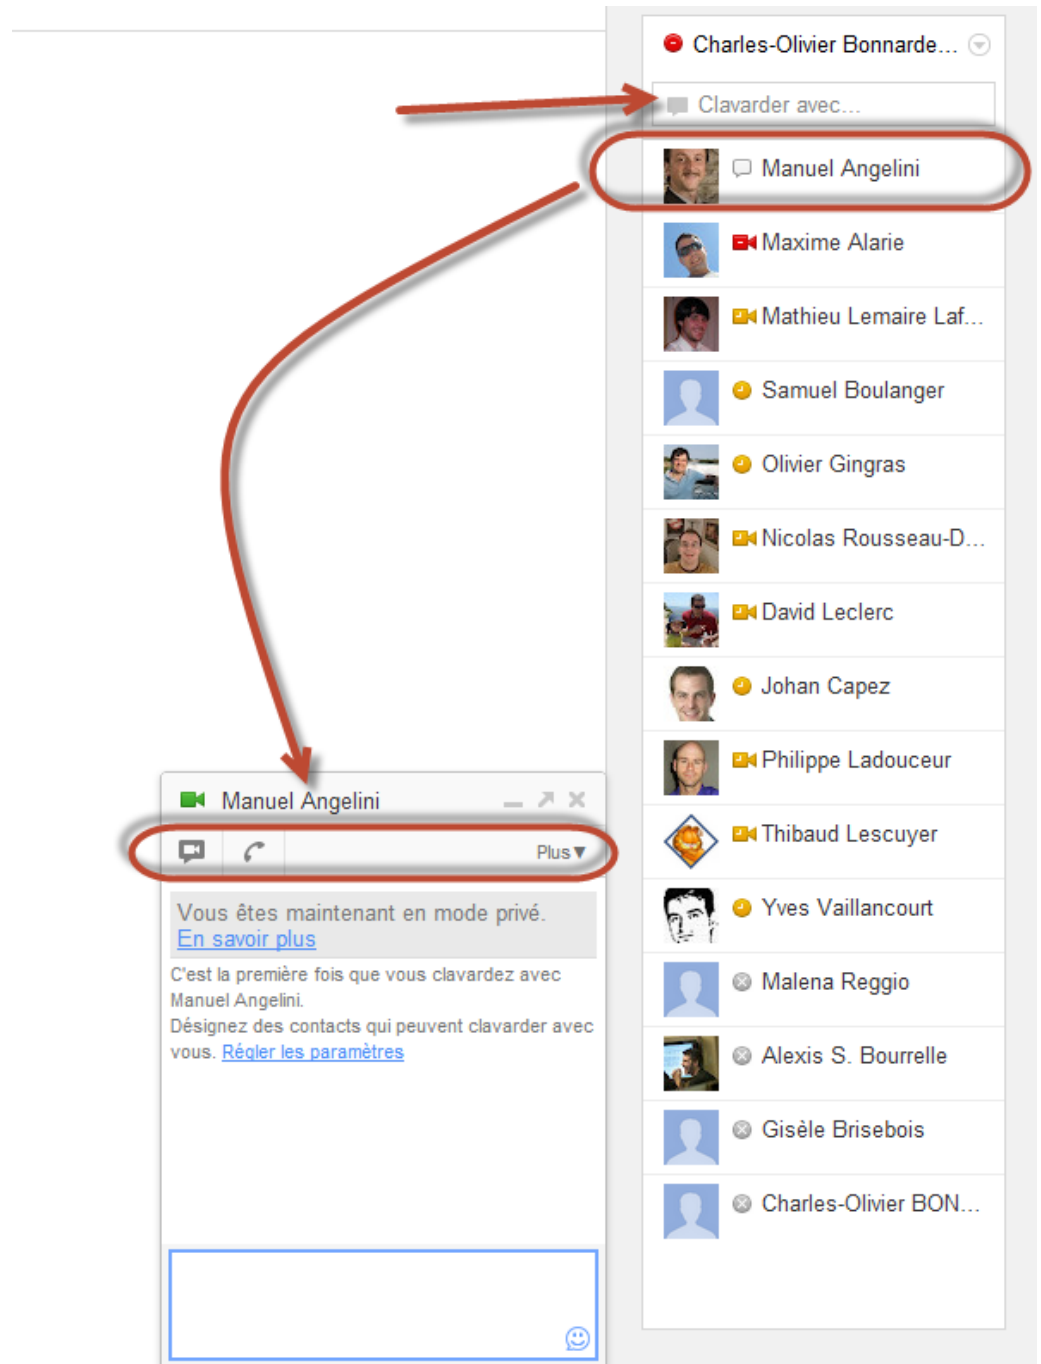 Charles-Olivier Bonnarde...
Clavarder avec...
Manuel Angelini
Maxime Alarie
Mathieu Lemaire Laf...
Samuel Boulanger
Olivier Gingras
Nicolas Rousseau-D...
David Leclerc
Johan Capez
Philippe Ladouceur
Thibaud Lescuyer
Yves Vaillancourt
Malena Reggio
Alexis S. Bourrelle
Gisèle Brisebois
Charles-Olivier BON...
Manuel Angelini
Plus▼
Vous êtes maintenant en mode privé.
En savoir plus
C'est la première fois que vous clavardez avec
Manuel Angelini.
Désignez des contacts qui peuvent clavarder avec
vous. Régler les paramètres